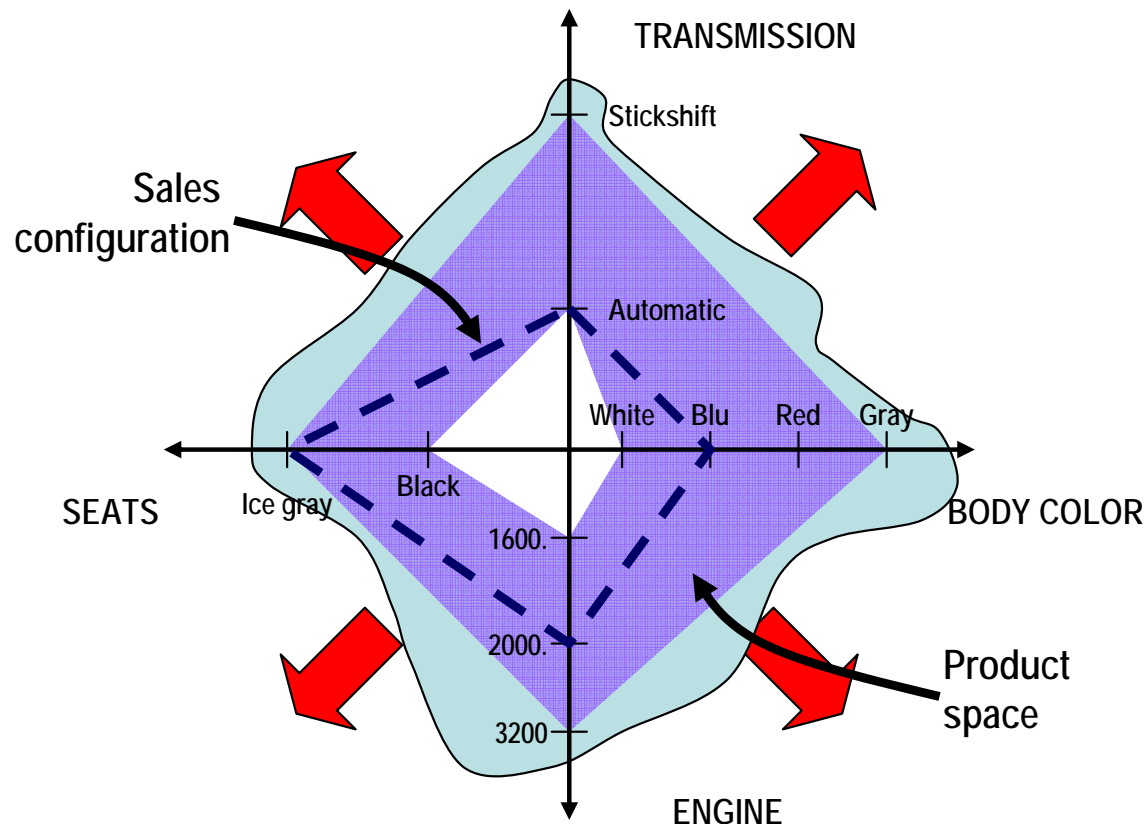 TRANSMISSION
Stickshift
Sales
configuration
Automatic
White
Blu
Red
Gray
Black
Ice gray
SEATS
BODY COLOR
1600.
2000.
3200
Product
space
ENGINE